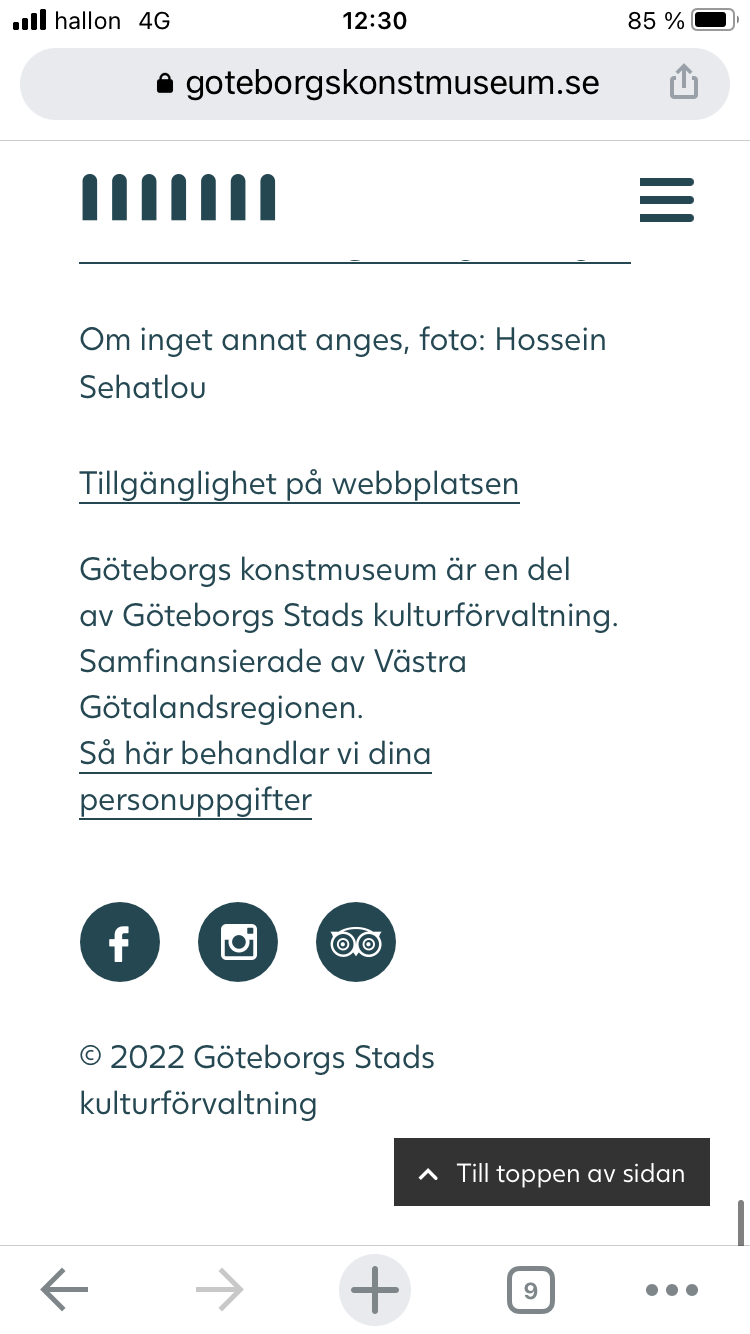 hallon 4G 12:30 85 %
goteborgskonstmuseum.se
Om inget annat anges, foto: Hossein
Sehatlou
Tillgänglighet på webbplatsen
Göteborgs konstmuseum är en del
av Göteborgs Stads kulturförvaltning.
Samfinansierade av Västra
Götalandsregionen.
Så här behandlar vi dina
personuppgifter
© 2022 Göteborgs Stads
kulturförvaltning
Till toppen av sidan
9